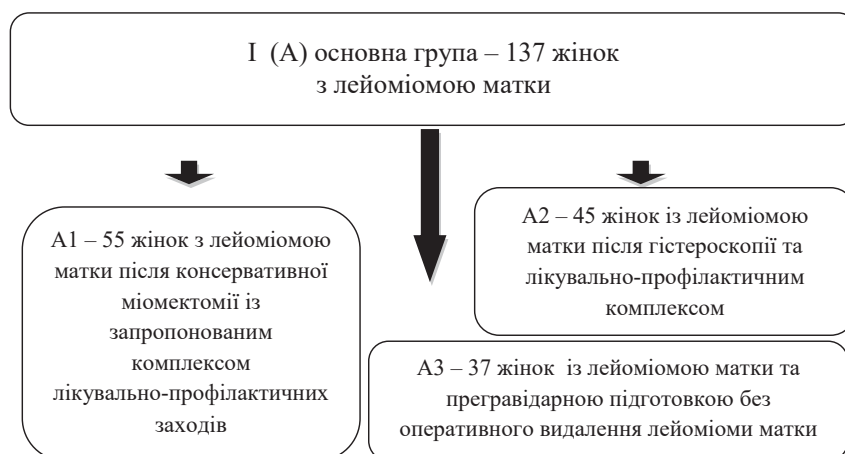 І (А) основна група – 137 жінок
з лейоміомою матки
А1 – 55 жінок з лейоміомою
матки після консервативної
міомектомії із
запропонованим
комплексом
лікувально-профілактичних
заходів
А2 – 45 жінок із лейоміомою
матки після гістероскопії та
лікувально-профілактичним
комплексом
А3 – 37 жінок із лейоміомою матки та
прегравідарною підготовкою без
оперативного видалення лейоміоми матки